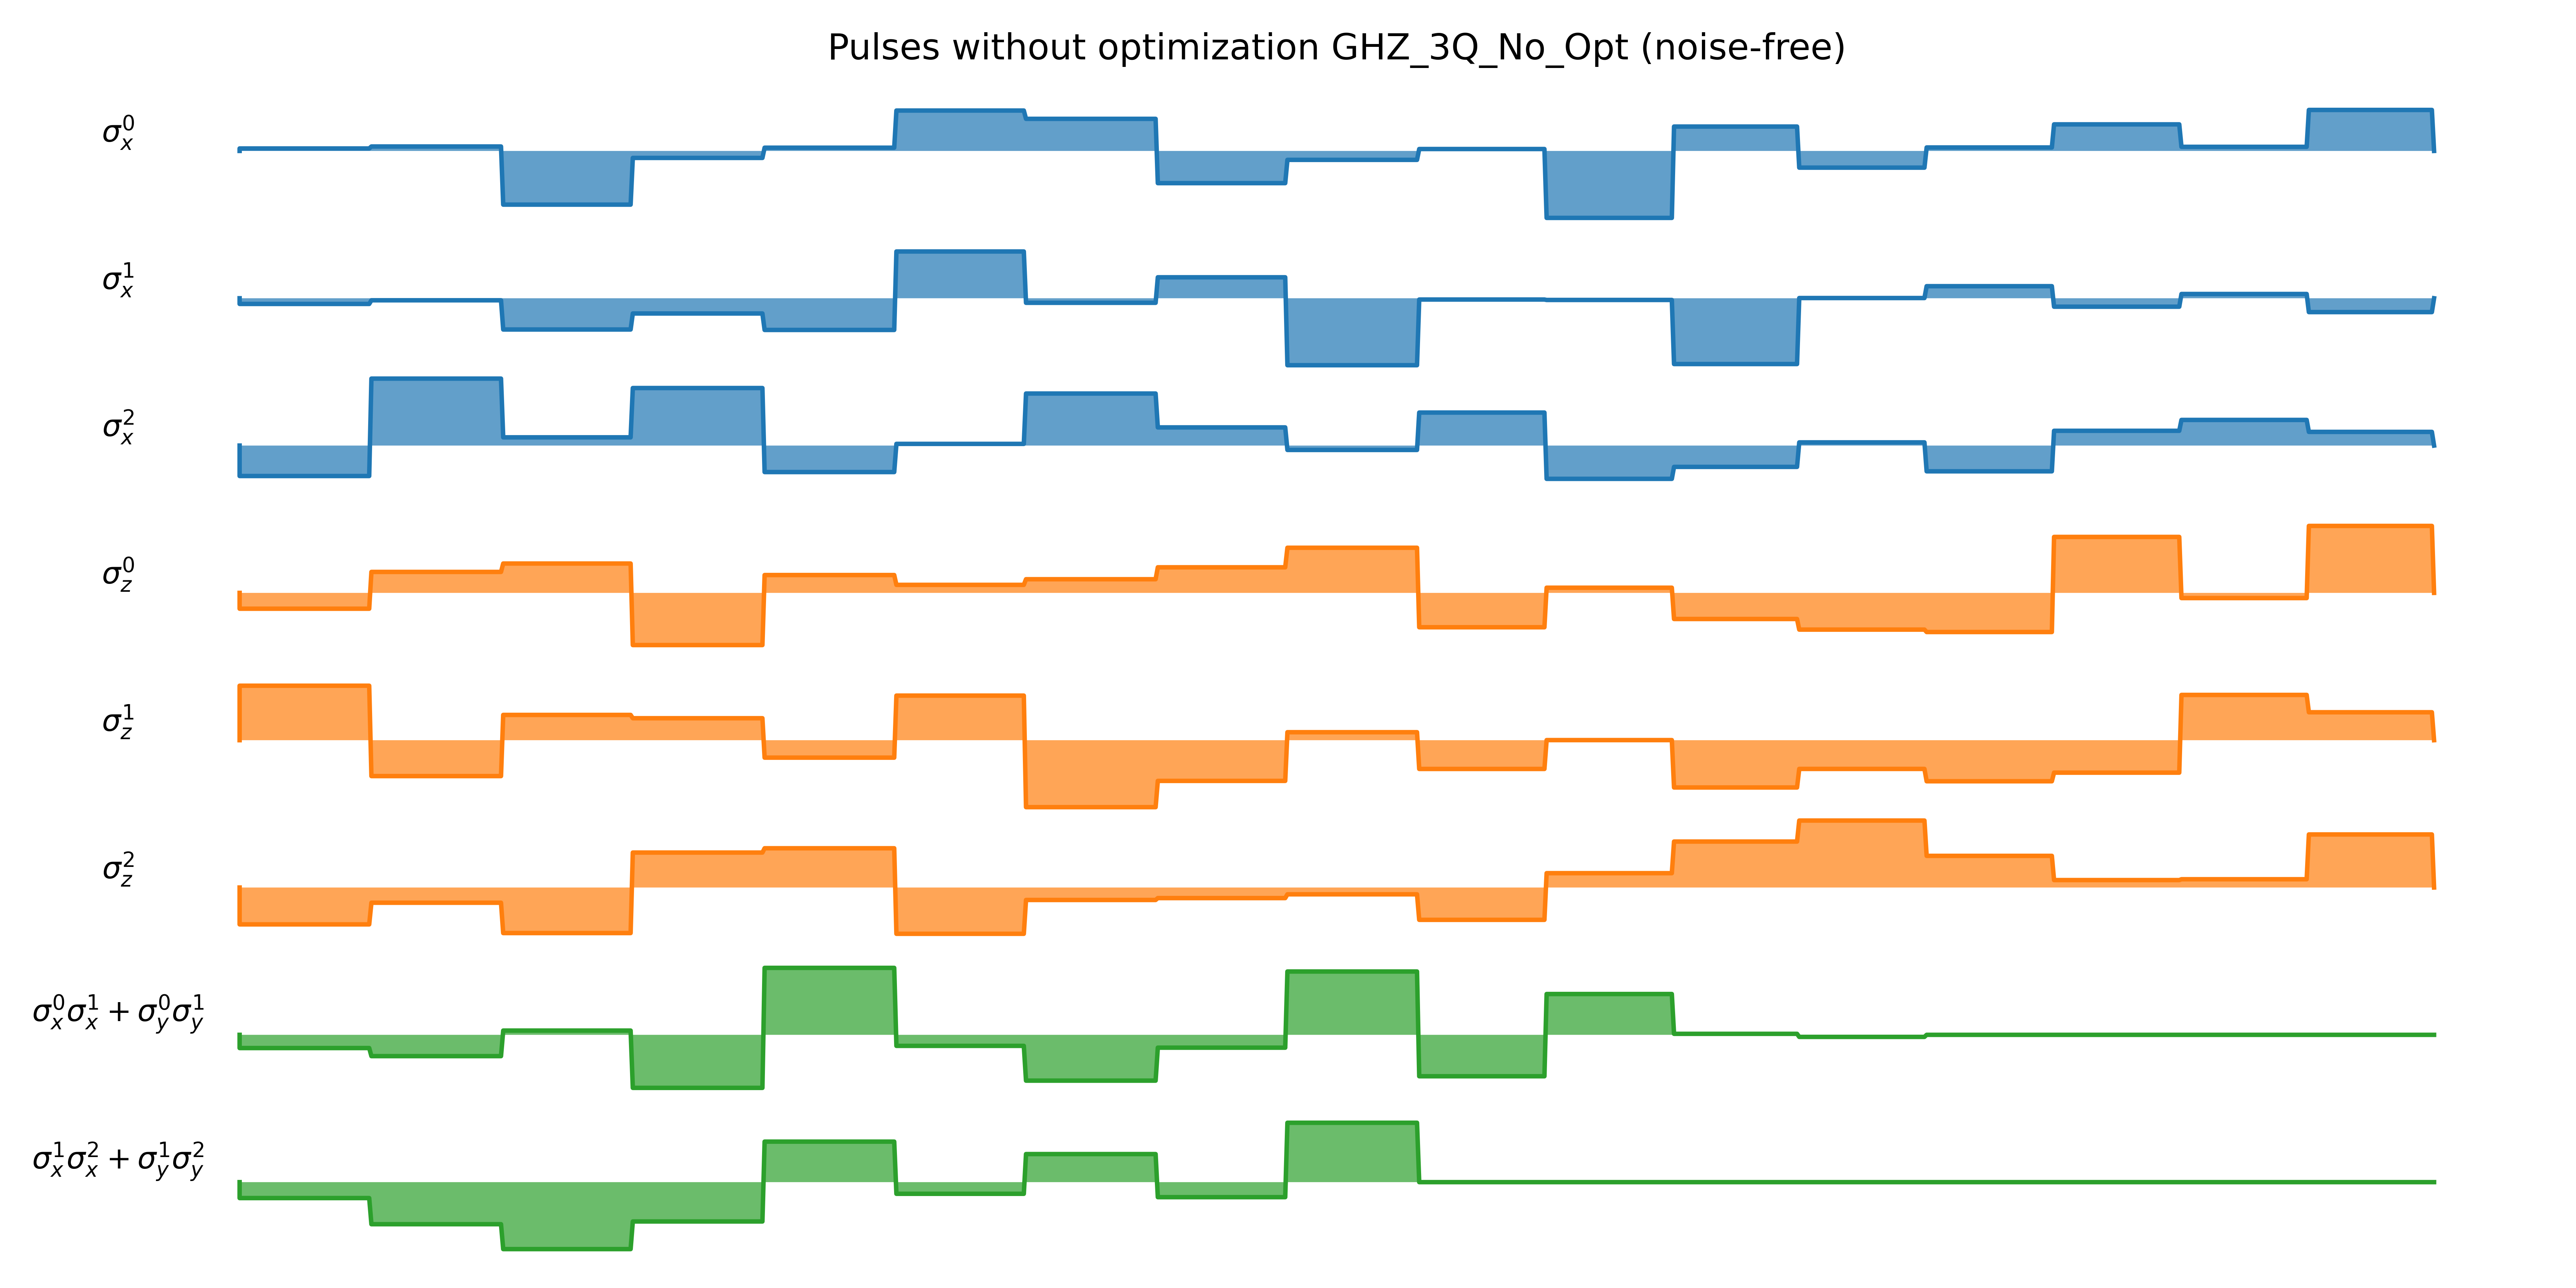 Pulses without optimization GHZ_3Q_No_Opt (noise-free)
σ_x^0
σ_x^1
σ_x^2
σ_z^0
σ_z^1
σ_z^2
σ_x^0σ_x^1 + σ_y^0σ_y^1
σ_x^1σ_x^2 + σ_y^1σ_y^2